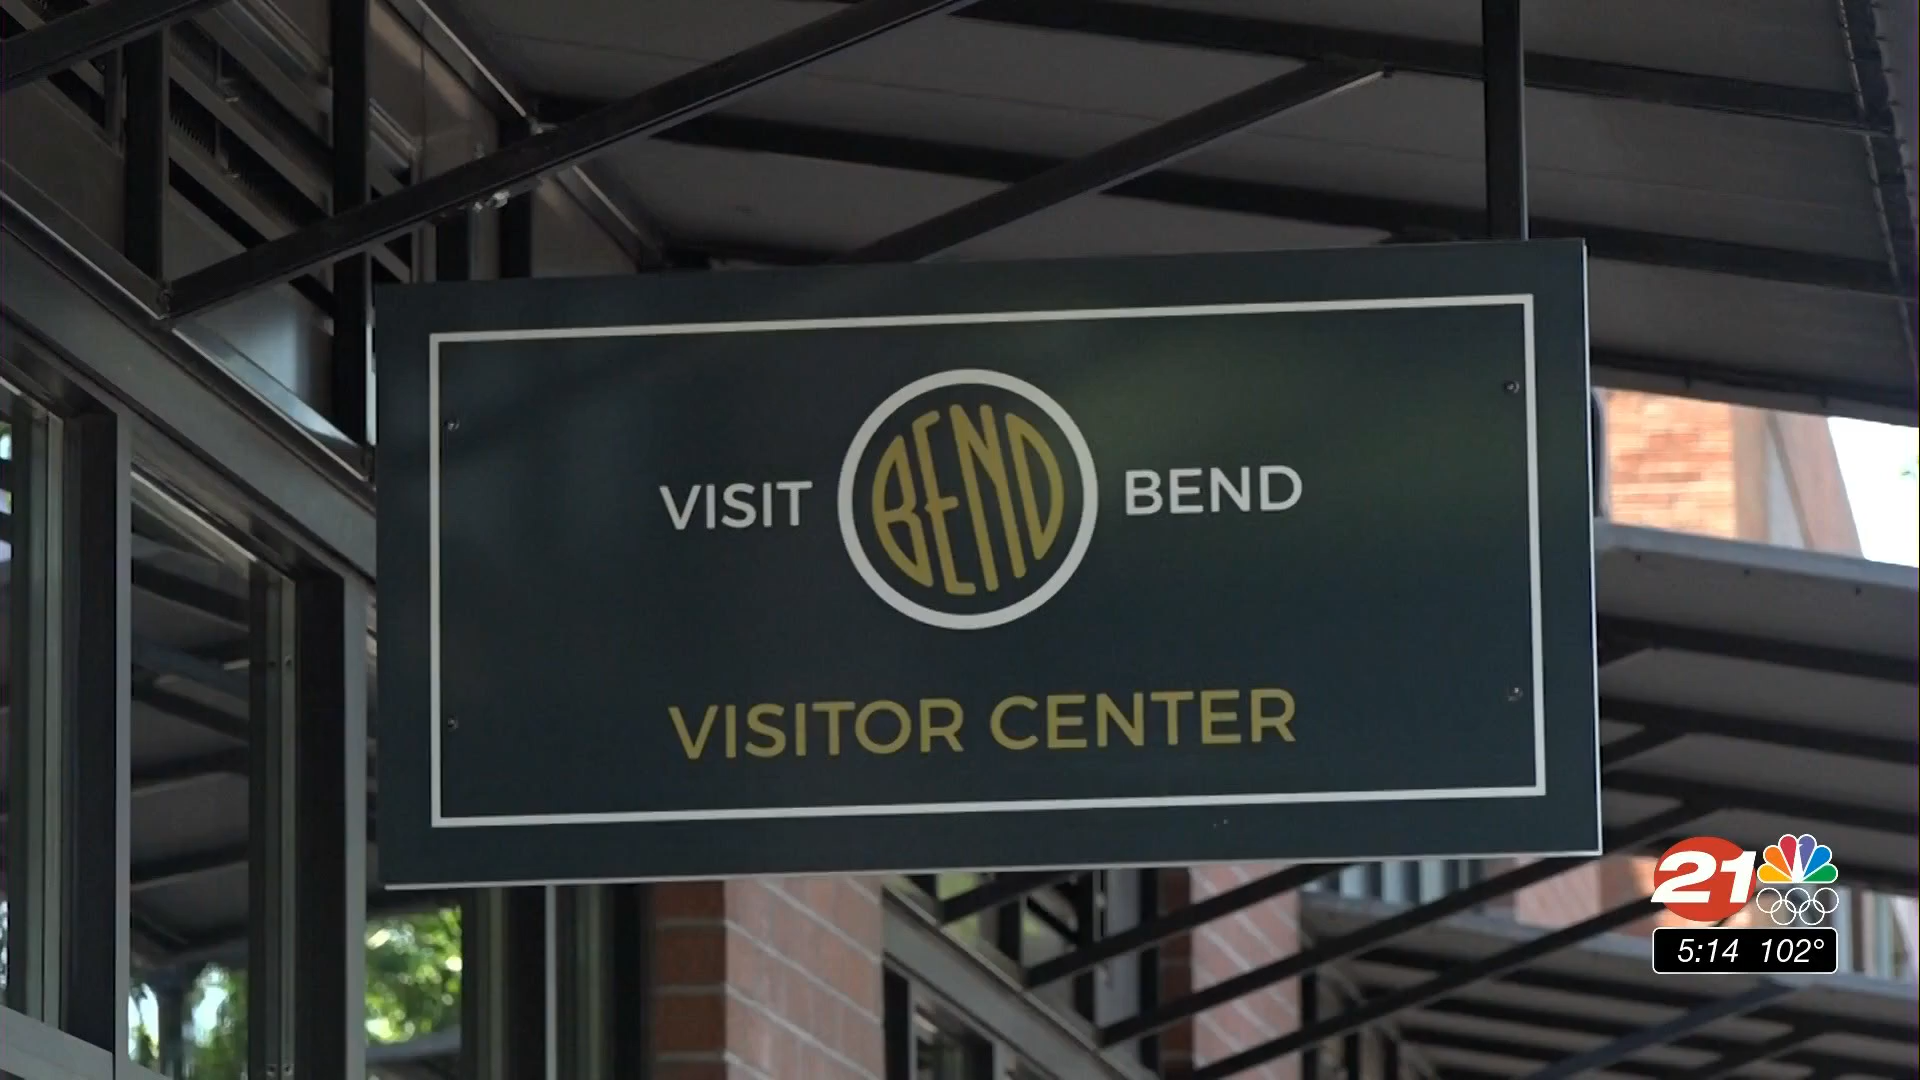 VISIT BEND BEND
VISITOR CENTER
21
5:14 102°